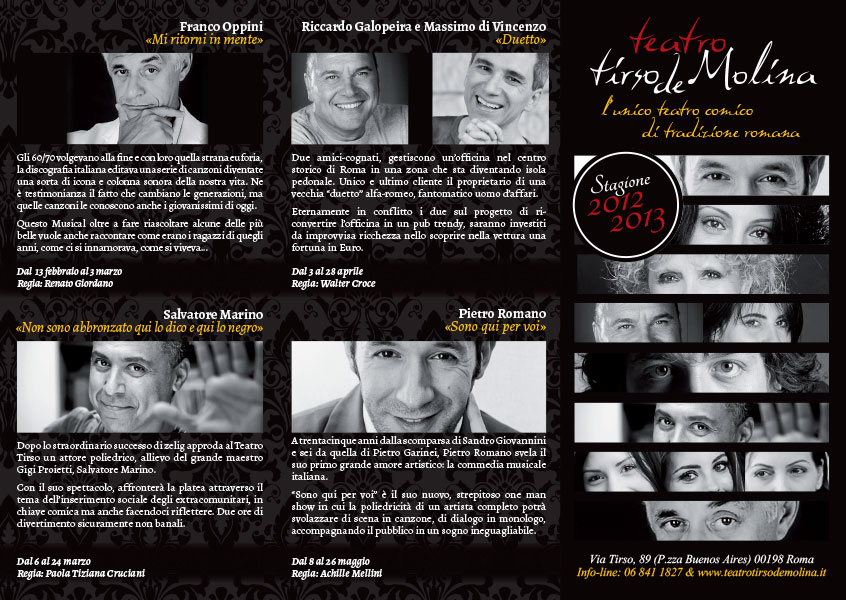 Franco Oppini
«Mi ritorni in mente»
Gli 60/70 volgevano alla fine e con loro quella strana euforia,
la discografia italiana editava una serie di canzoni diventate
una sorta di icona e colonna sonora della nostra vita. Ne
è testimonianza il fatto che cambiano le generazioni, ma
quelle canzoni le conoscono anche i giovanissimi di oggi.
Questo Musical oltre a fare riascoltare alcune delle più
belle vuole anche raccontare come erano i ragazzi di quegli
anni, come ci si innamorava, come si viveva...
Dal 13 febbraio al 3 marzo
Regia: Renato Giordano
Riccardo Galopeira e Massimo di Vincenzo
«Duetto»
Due amici-cognati, gestiscono un'officina nel centro
storico di Roma in una zona che sta diventando isola
pedonale. Unico e ultimo cliente il proprietario di una
vecchia “duetto” alfa-romeo, fantomatico uomo d'affari.
Eternamente in conflitto i due sul progetto di ri-
convertire l'officina in un pub trendy, saranno investiti
da improvvisa ricchezza nello scoprire nella vettura una
fortuna in Euro.
Dal 3 al 28 aprile
Regia: Walter Croce
Salvatore Marino
«Non sono abbronzato qui lo dico e qui lo negro»
Dopo lo straordinario successo di zelig approda al Teatro
Tirso un attore poliedrico, allievo del grande maestro
Gigi Proietti, Salvatore Marino.
Con il suo spettacolo, affronterà la platea attraverso il
tema dell'inserimento sociale degli extracomunitari, in
chiave comica ma anche facendoci riflettere. Due ore di
divertimento sicuramente non banali.
Dal 6 al 24 marzo
Regia: Paola Tiziana Cruciani
Pietro Romano
«Sono qui per voi»
A trentacinque anni dalla scomparsa di Sandro Giovannini
e sei da quella di Pietro Garinei, Pietro Romano svela il
suo primo grande amore artistico: la commedia musicale
italiana.
“Sono qui per voi” è il suo nuovo, strepitoso one man
show in cui la poliedricità di un artista completo potrà
svolazzare di scena in canzone, di dialogo in monologo,
accompagnando il pubblico in un sogno ineguagliabile.
Dal 8 al 26 maggio
Regia: Achille Mellini
teatro
tirso de Molina
l'unico teatro comico
di tradizione romana
Stagione
2012
2013
Via Tirso, 89 (P.zza Buenos Aires) 00198 Roma
Info-line: 06 841 1827 & www.teatrotirsodemolina.it